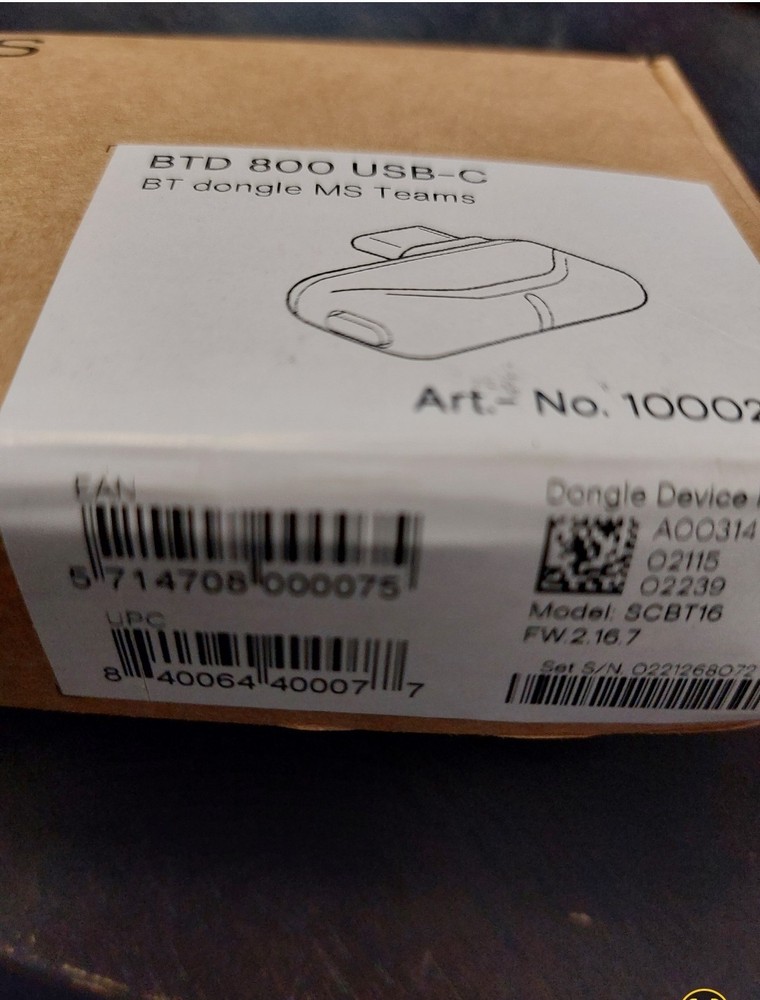 S
BTD 800 USB-C
BT dongle MS Teams
Art.- No. 10002
EAN
5 714708 000075
UPC
8 40064 40007 7
Dongle Device
A00314
02115
02239
Model: SCBT16
FW.2.16.7
Set S/N. 0221268072